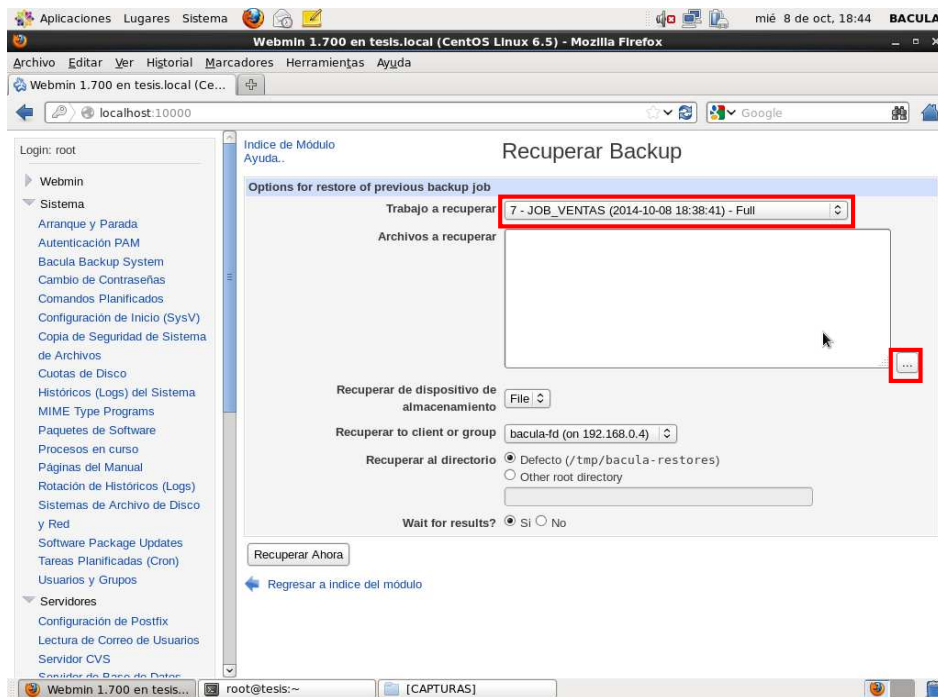 Aplicaciones Lugares Sistema mié 8 de oct, 18:44 BACULA
Webmin 1.700 en tesis.local (CentOS Linux 6.5) - Mozilla Firefox
Archivo Editar Ver Historial Marcadores Herramientas Ayuda
Webmin 1.700 en tesis.local (Ce...
localhost:10000 Google
Login: root
Webmin
Sistema
Arranque y Parada
Autenticación PAM
Bacula Backup System
Cambio de Contraseñas
Comandos Planificados
Configuración de Inicio (SysV)
Copia de Seguridad de Sistema
de Archivos
Cuotas de Disco
Históricos (Logs) del Sistema
MIME Type Programs
Paquetes de Software
Procesos en curso
Páginas del Manual
Rotación de Históricos (Logs)
Sistemas de Archivo de Disco
y Red
Software Package Updates
Tareas Planificadas (Cron)
Usuarios y Grupos
Servidores
Configuración de Postfix
Lectura de Correo de Usuarios
Servidor CVS
Servidor de Base de Datos
Indice de Módulo
Ayuda..
Recuperar Backup
Options for restore of previous backup job
Trabajo a recuperar 7 - JOB_VENTAS (2014-10-08 18:38:41) - Full
Archivos a recuperar
...
Recuperar de dispositivo de
almacenamiento File
Recuperar to client or group bacula-fd (on 192.168.0.4)
Recuperar al directorio Defecto (/tmp/bacula-restores)
Other root directory
Wait for results? Si No
Recuperar Ahora
Regresar a indice del módulo
Webmin 1.700 en tesis... root@tesis:~ [CAPTURAS]